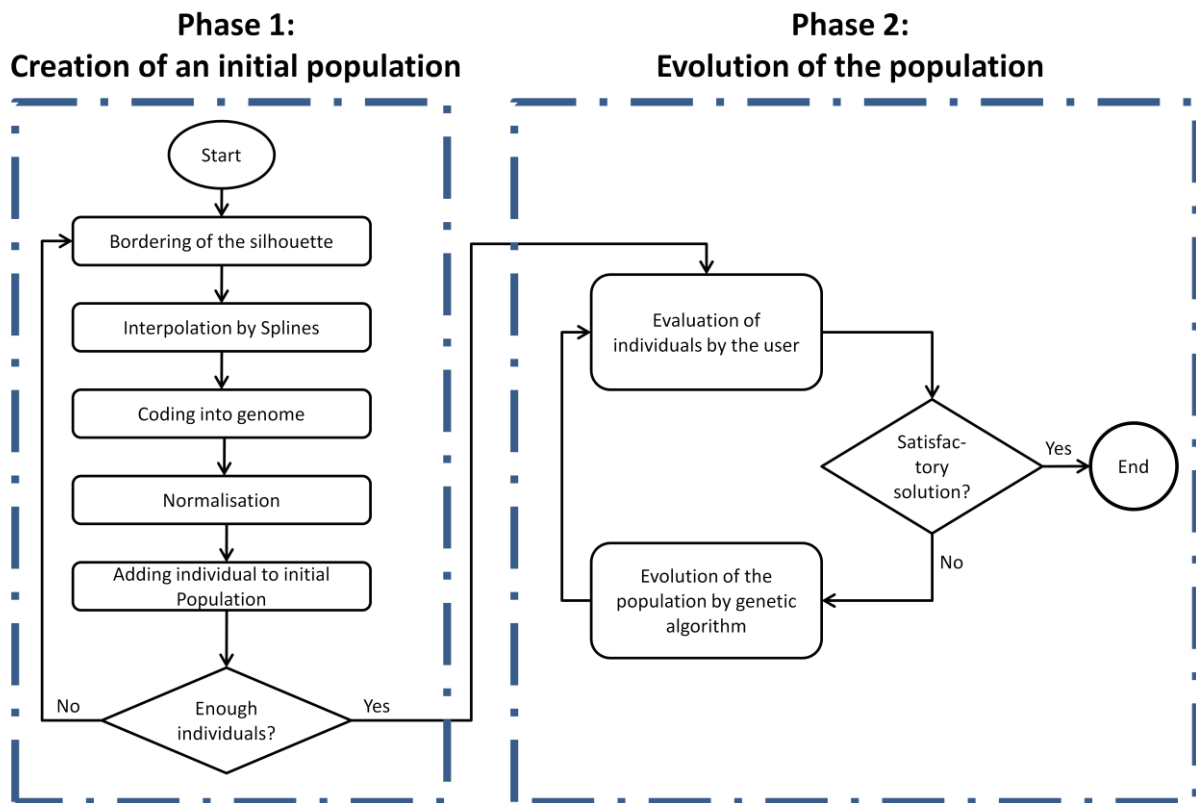 Phase 1:
Creation of an initial population
Start
Bordering of the silhouette
Interpolation by Splines
Coding into genome
Normalisation
Adding individual to initial
Population
Enough
individuals?
No
Yes
Phase 2:
Evolution of the population
Evaluation of
individuals by the user
Satisfac-
tory
solution?
Yes
End
No
Evolution of the
population by genetic
algorithm